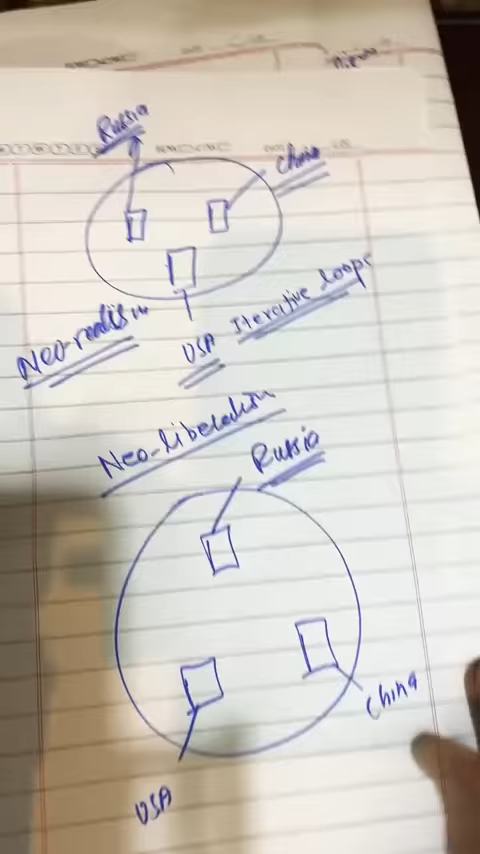 Russia
China
Neo-realism
USA
Iterative loops
Neo-liberalism
Russia
China
USA